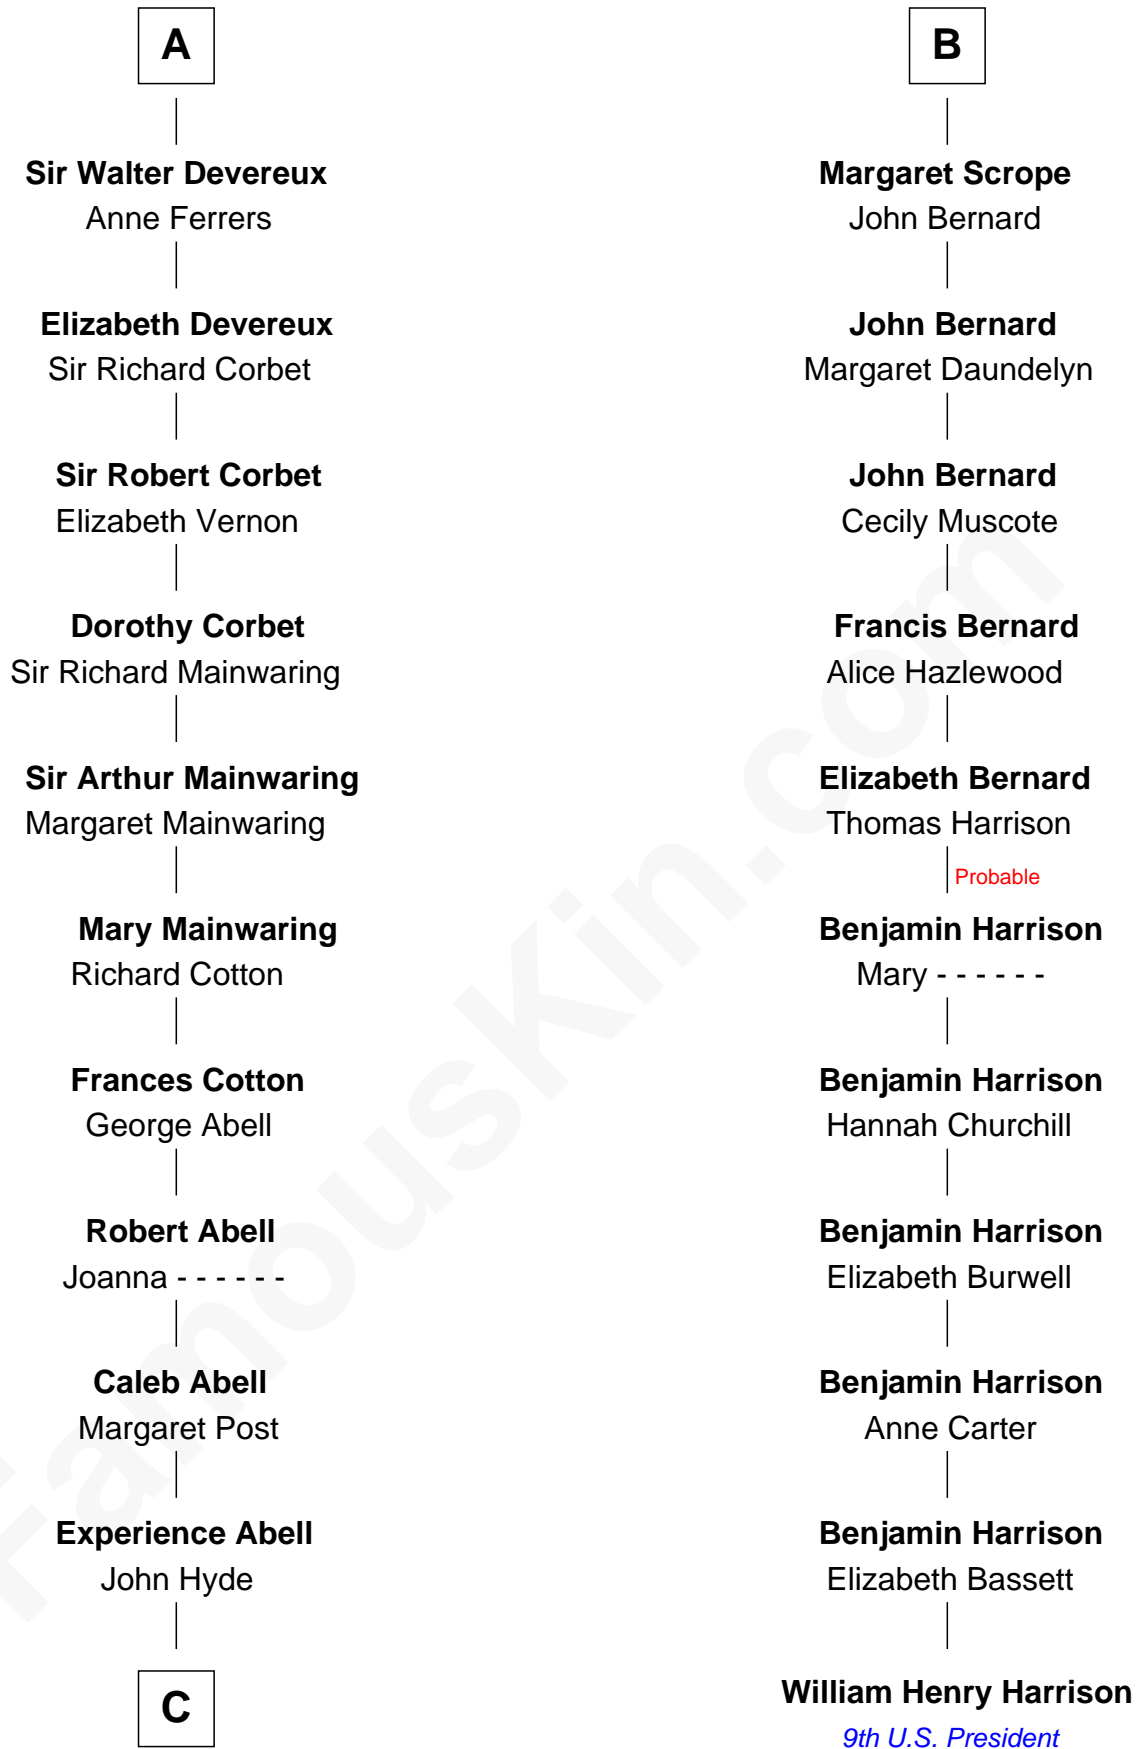 A
Sir Walter Devereux
Anne Ferrers
Elizabeth Devereux
Sir Richard Corbet
Sir Robert Corbet
Elizabeth Vernon
Dorothy Corbet
Sir Richard Mainwaring
Sir Arthur Mainwaring
Margaret Mainwaring
Mary Mainwaring
Richard Cotton
Frances Cotton
George Abell
Robert Abell
Joanna - - - - - -
Caleb Abell
Margaret Post
Experience Abell
John Hyde
C
B
Margaret Scrope
John Bernard
John Bernard
Margaret Daundelyn
John Bernard
Cecily Muscote
Francis Bernard
Alice Hazlewood
Elizabeth Bernard
Thomas Harrison
Probable
Benjamin Harrison
Mary - - - - - -
Benjamin Harrison
Hannah Churchill
Benjamin Harrison
Elizabeth Burwell
Benjamin Harrison
Anne Carter
Benjamin Harrison
Elizabeth Bassett
William Henry Harrison
9th U.S. President
FamousKin.com